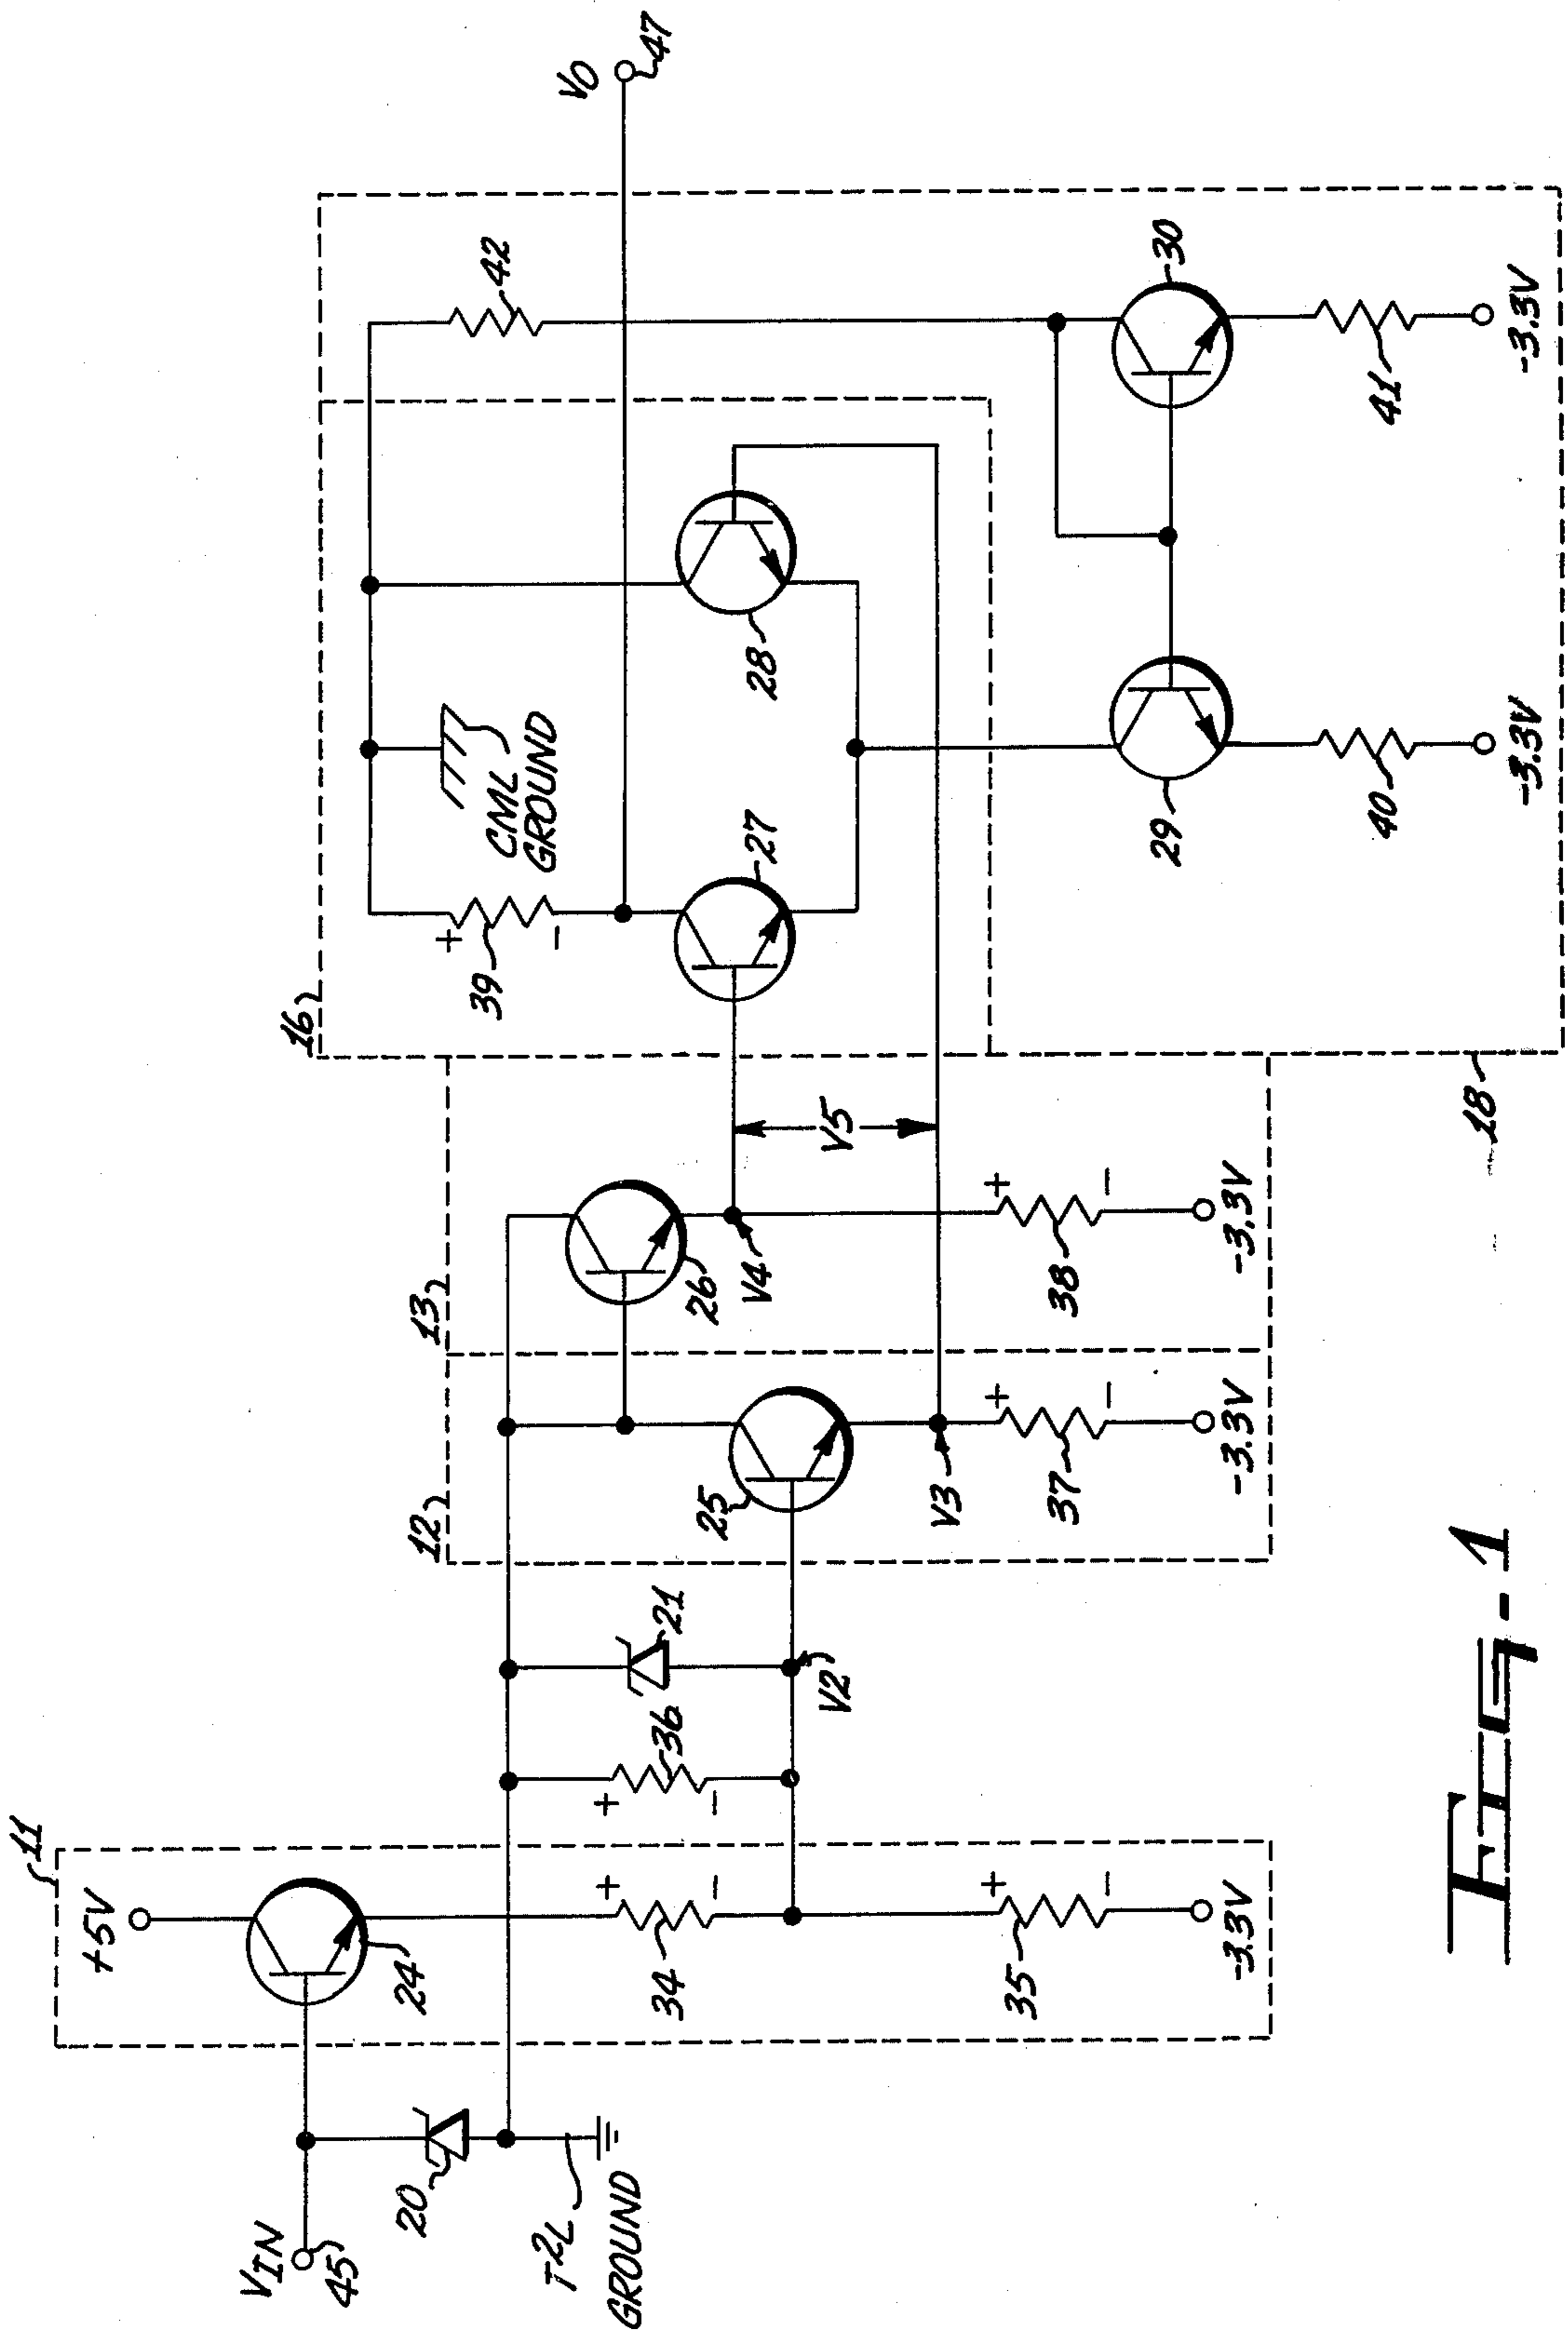 11
+5V
24
34
35
-3.3V
VIN
45
20
T²L
GROUND
36
21
V2
12
25
V3
37
-3.3V
13
26
V4
38
-3.3V
V5
16
39
+
-
CML
GROUND
27
28
42
VO
47
29
40
-3.3V
30
41
-3.3V
18
+
-
+
-
+
-
+
-
+
-
FIG-1